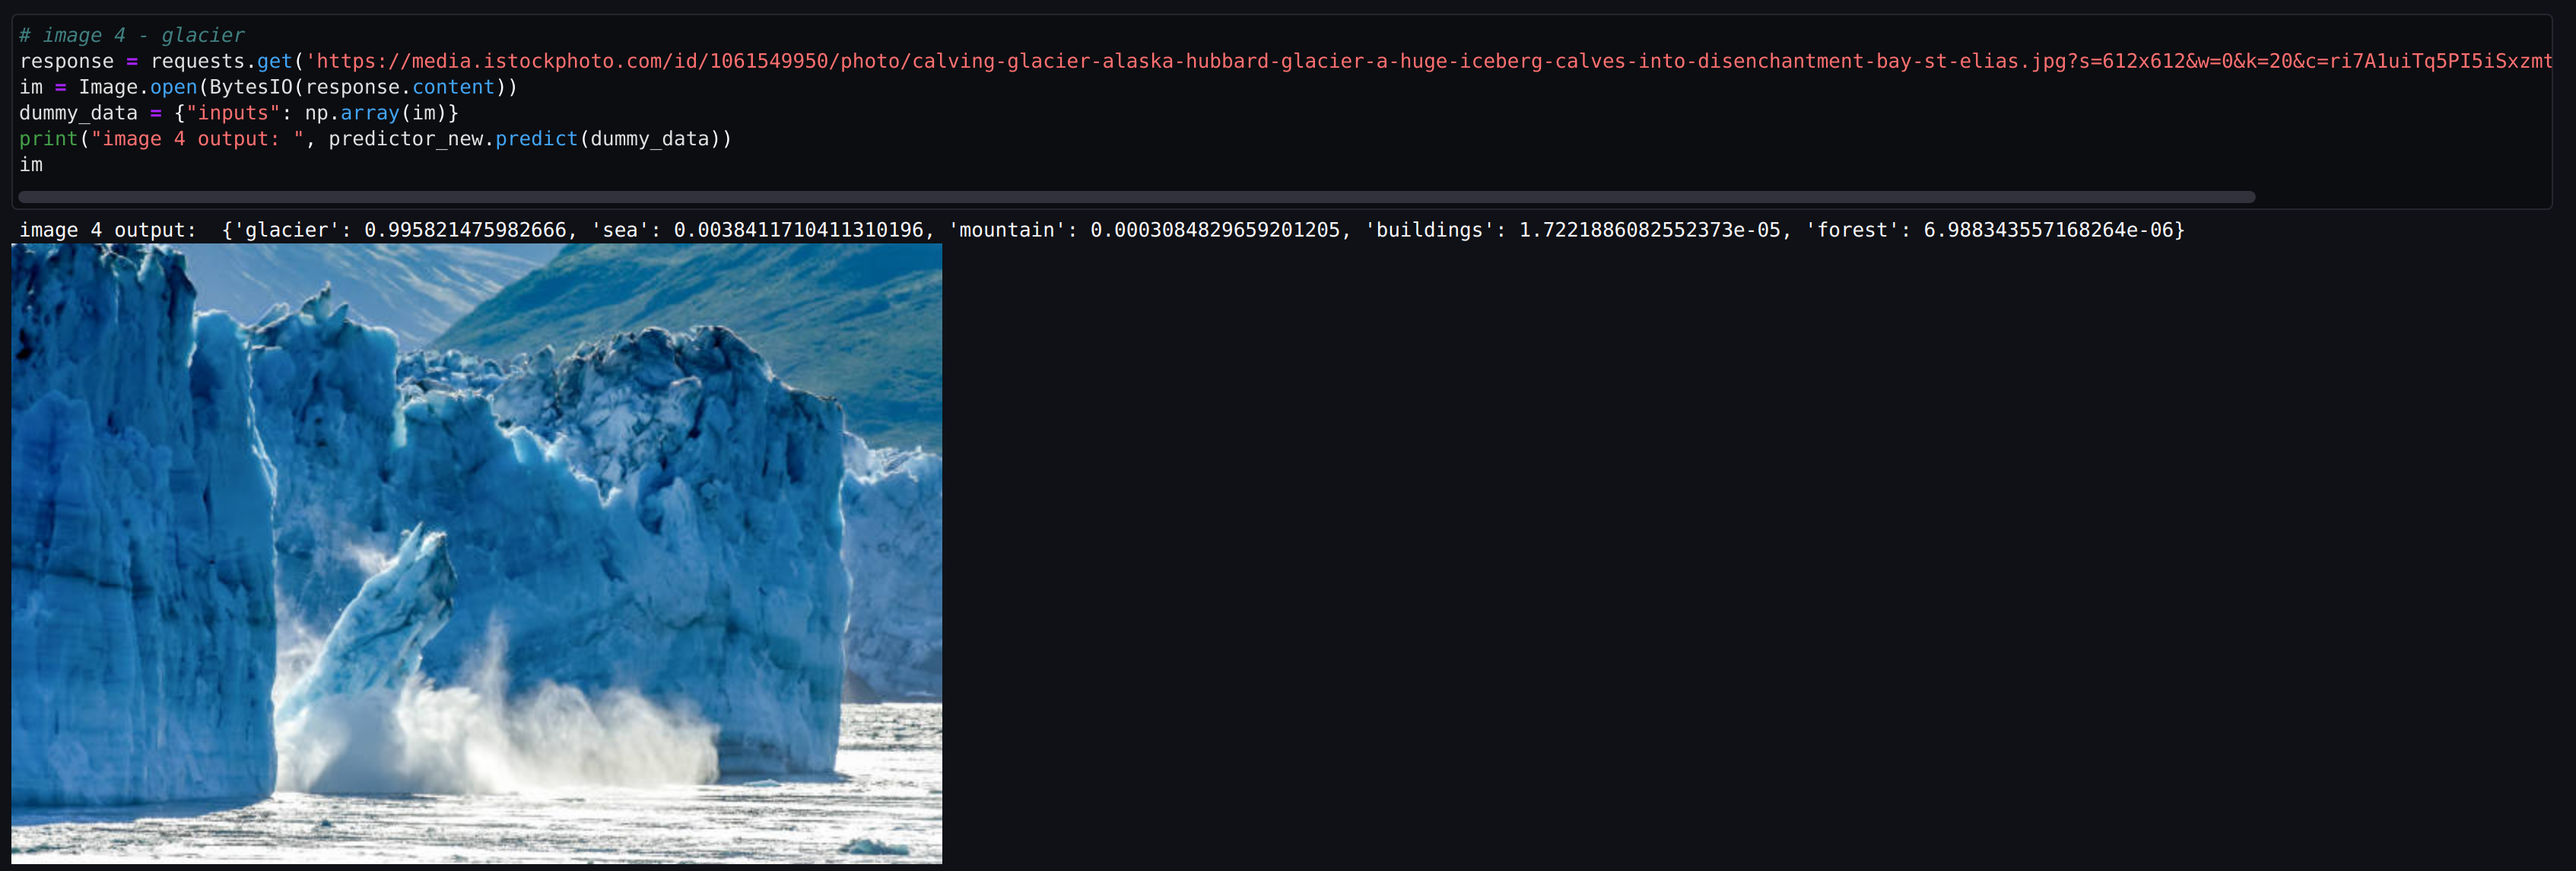 # image 4 - glacier
response = requests.get('https://media.istockphoto.com/id/1061549950/photo/calving-glacier-alaska-hubbard-glacier-a-huge-iceberg-calves-into-disenchantment-bay-st-elias.jpg?s=612x612&w=0&k=20&c=ri7A1uiTq5PI5iSxzmt
im = Image.open(BytesIO(response.content))
dummy_data = {"inputs": np.array(im)}
print("image 4 output: ", predictor_new.predict(dummy_data))
im
image 4 output:  {'glacier': 0.995821475982666, 'sea': 0.0038411710411310196, 'mountain': 0.0003084829659201205, 'buildings': 1.7221886082552373e-05, 'forest': 6.988343557168264e-06}